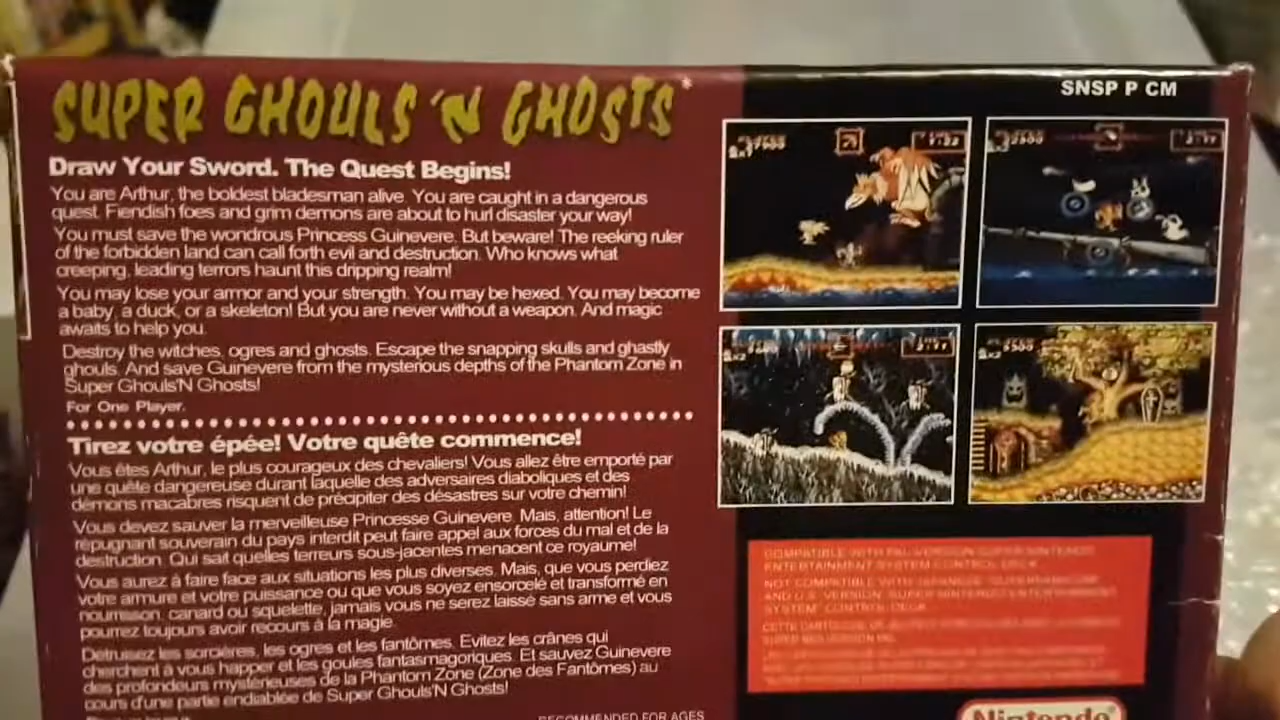 SUPER GHOULS 'N GHOSTS*
SNSP P CM
Draw Your Sword. The Quest Begins!
You are Arthur, the boldest bladesman alive. You are caught in a dangerous
quest. Fiendish foes and grim demons are about to hurl disaster your way!
You must save the wondrous Princess Guinevere. But beware! The reeking ruler
of the forbidden land can call forth evil and destruction. Who knows what
creeping, leading terrors haunt this dripping realm!
You may lose your armor and your strength. You may be hexed. You may become
a baby, a duck, or a skeleton! But you are never without a weapon. And magic
awaits to help you.
Destroy the witches, ogres and ghosts. Escape the snapping skulls and ghastly
ghouls. And save Guinevere from the mysterious depths of the Phantom Zone in
Super Ghouls'N Ghosts!
For One Player.
Tirez votre épée! Votre quête commence!
Vous êtes Arthur, le plus courageux des chevaliers! Vous allez être emporté par
une quête dangereuse durant laquelle des adversaires diaboliques et des
démons macabres risquent de précipiter des désastres sur votre chemin!
Vous devez sauver la merveilleuse Princesse Guinevere. Mais, attention! Le
répugnant souverain du pays interdit peut faire appel aux forces du mal et de la
destruction. Qui sait quelles terreurs sous-jacentes menacent ce royaume!
Vous aurez à faire face aux situations les plus diverses. Mais, que vous perdiez
votre armure et votre puissance ou que vous soyez ensorcelé et transformé en
nourrisson, canard ou squelette, jamais vous ne serez laissé sans arme et vous
pourrez toujours avoir recours à la magie.
Détruisez les sorcières, les ogres et les fantômes. Evitez les crânes qui
cherchent à vous happer et les goules fantasmagoriques. Et sauvez Guinevere
des profondeurs mystérieuses de la Phantom Zone (Zone des Fantômes) au
cours d'une partie endiablée de Super Ghouls'N Ghosts!
RECOMMENDED FOR AGES
COMPATIBLE WITH PAL VERSION SUPER NINTENDO
ENTERTAINMENT SYSTEM CONTROL DECK
NOT COMPATIBLE WITH JAPANESE "SUPER FAMICOM"
AND U.S. VERSION "SUPER NINTENDO ENTERTAINMENT
SYSTEM" CONTROL DECK
Nintendo